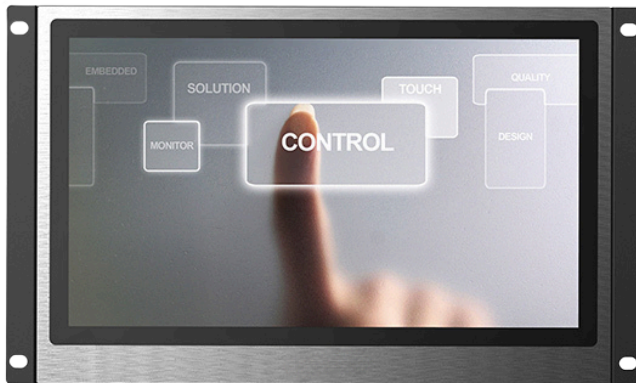 EMBEDDED
SOLUTION
TOUCH
QUALITY
MONITOR
CONTROL
DESIGN